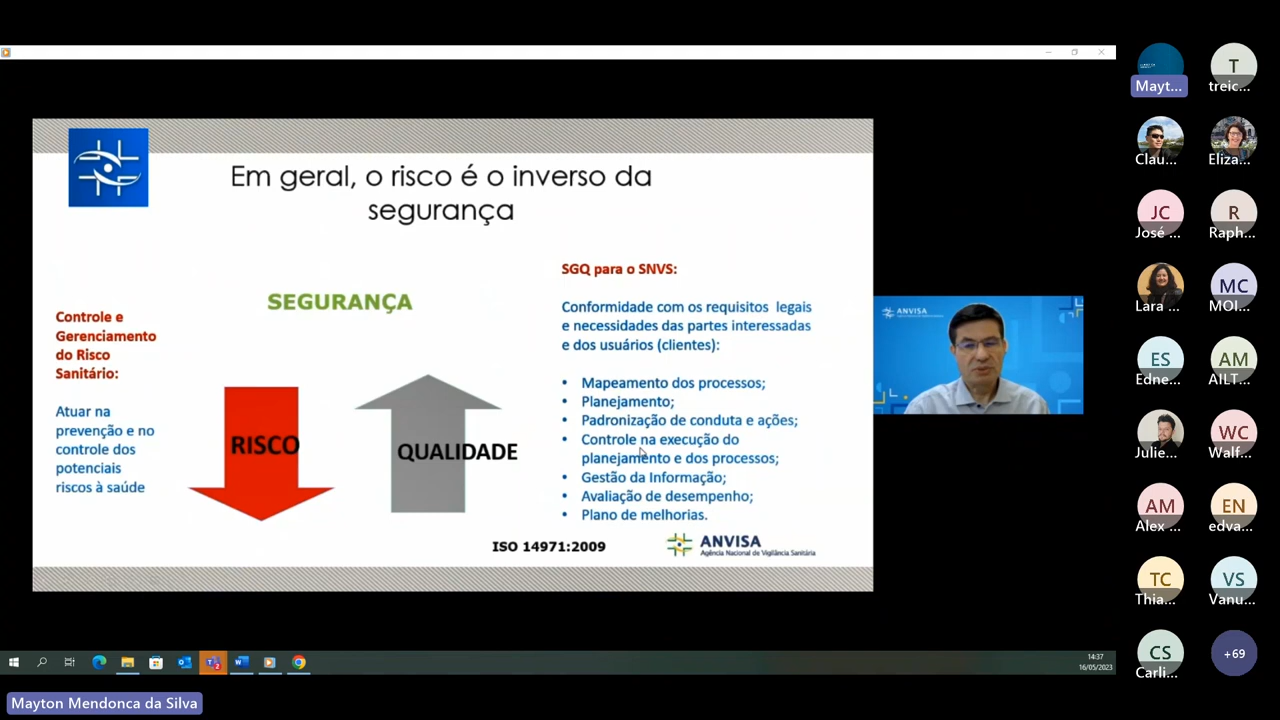 Em geral, o risco é o inverso da
segurança
SEGURANÇA
Controle e
Gerenciamento
do Risco
Sanitário:
Atuar na
prevenção e no
controle dos
potenciais
riscos à saúde
RISCO
QUALIDADE
SGQ para o SNVS:
Conformidade com os requisitos legais
e necessidades das partes interessadas
e dos usuários (clientes):
• Mapeamento dos processos;
• Planejamento;
• Padronização de conduta e ações;
• Controle na execução do
planejamento e dos processos;
• Gestão da Informação;
• Avaliação de desempenho;
• Plano de melhorias.
ISO 14971:2009
ANVISA
Agência Nacional de Vigilância Sanitária
ANVISA
Mayt...
T
treic...
Clau...
Eliza...
JC
José ...
R
Raph...
Lara ...
MC
MOI...
ES
Edne...
AM
AILT...
Julie...
WC
Walf...
AM
Alex ...
EN
edva...
TC
Thia...
VS
Vanu...
CS
Carli...
+69
14:37
16/05/2023
Mayton Mendonca da Silva